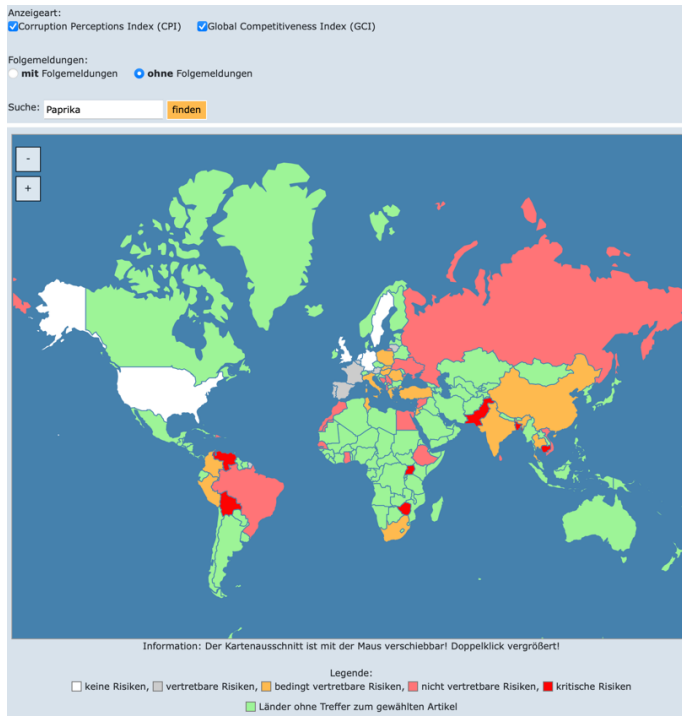 Anzeigeart:
Corruption Perceptions Index (CPI) Global Competitiveness Index (GCI)
Folgemeldungen:
mit Folgemeldungen ohne Folgemeldungen
Suche: Paprika finden
-
+
Information: Der Kartenausschnitt ist mit der Maus verschiebbar! Doppelklick vergrößert!
Legende:
keine Risiken, vertretbare Risiken, bedingt vertretbare Risiken, nicht vertretbare Risiken, kritische Risiken
Länder ohne Treffer zum gewählten Artikel